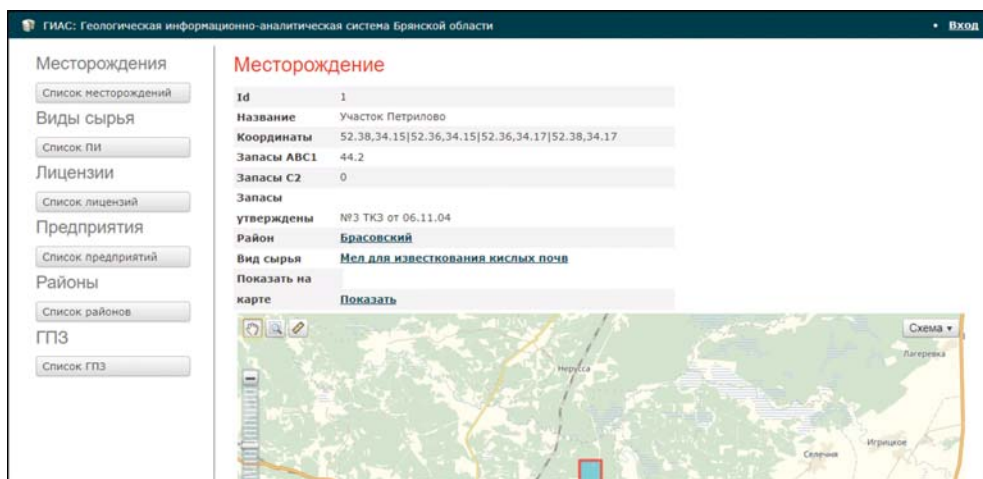 ГИАС: Геологическая информационно-аналитическая система Брянской области
• Вход
Месторождения
Список месторождений
Виды сырья
Список ПИ
Лицензии
Список лицензий
Предприятия
Список предприятий
Районы
Список районов
ГПЗ
Список ГПЗ
Месторождение
Id 1
Название Участок Петрилово
Координаты 52.38,34.15|52.36,34.15|52.36,34.17|52.38,34.17
Запасы ABC1 44.2
Запасы C2 0
Запасы
утверждены №3 ТКЗ от 06.11.04
Район Брасовский
Вид сырья Мел для известкования кислых почв
Показать на
карте Показать
Схема
Лагеревка
Нерусса
Игрицкое
Селечня